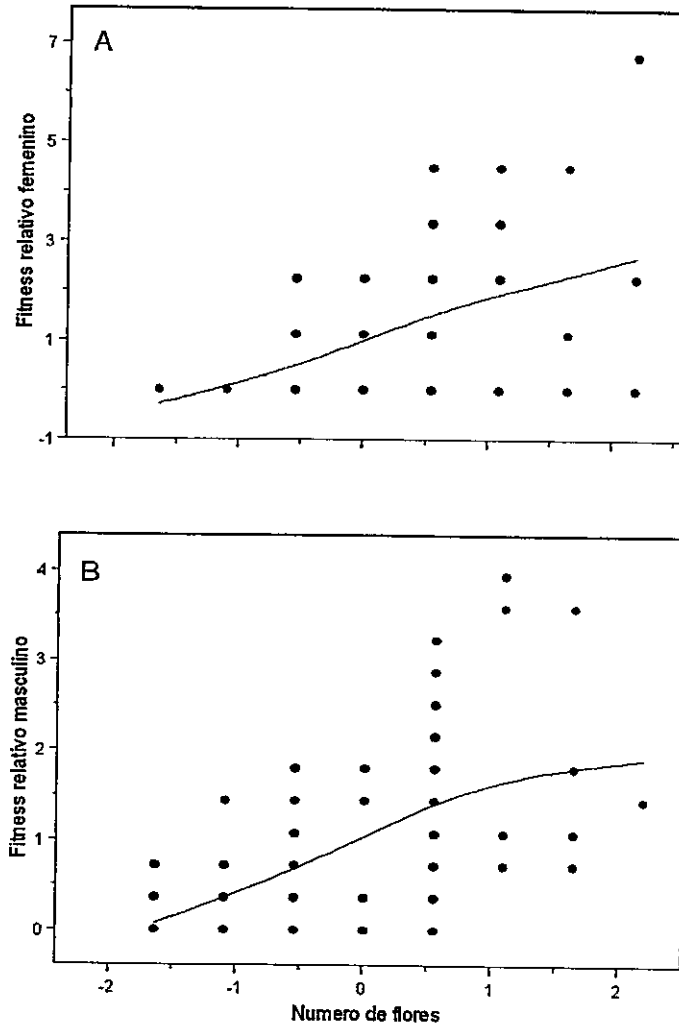 A
Fitness relativo femenino
7
5
3
1
-1
B
Fitness relativo masculino
4
3
2
1
0
-2 -1 0 1 2
Numero de flores